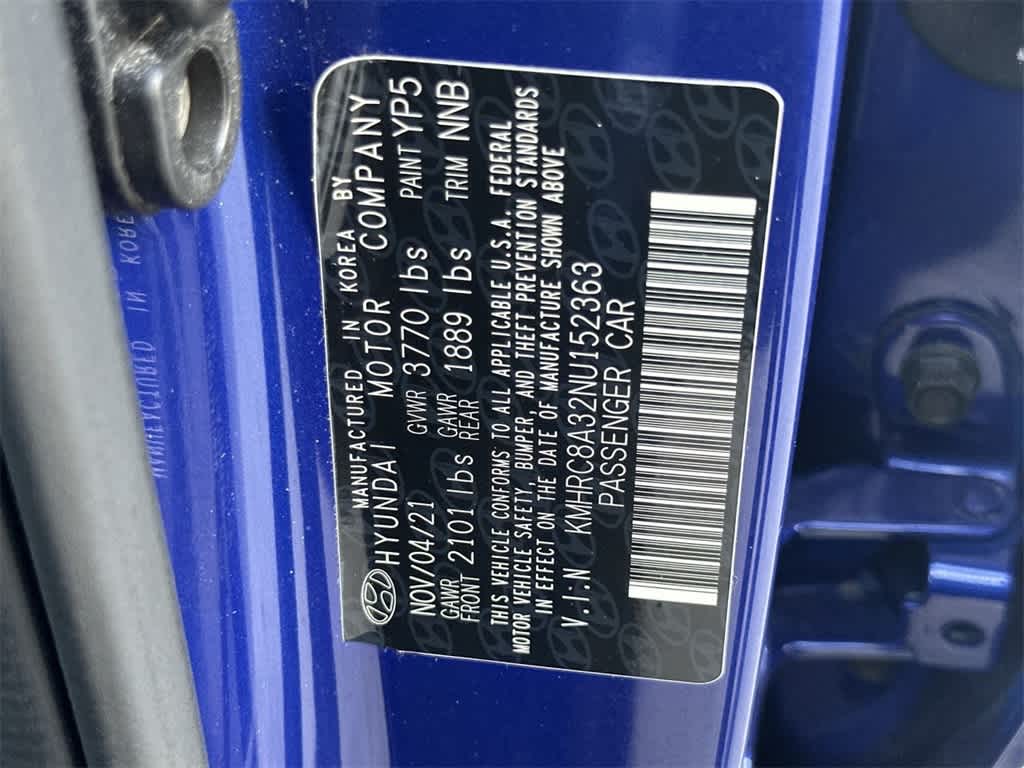 MANUFACTURED IN KOREA BY
HYUNDAI MOTOR COMPANY
NOV/04/21 GVWR 3770 lbs PAINT YP5
GAWR FRONT 2101 lbs GAWR REAR 1889 lbs TRIM NNB
THIS VEHICLE CONFORMS TO ALL APPLICABLE U.S.A. FEDERAL
MOTOR VEHICLE SAFETY, BUMPER, AND THEFT PREVENTION STANDARDS
IN EFFECT ON THE DATE OF MANUFACTURE SHOWN ABOVE
V.I.N KMHRC8A32NU152363
PASSENGER CAR